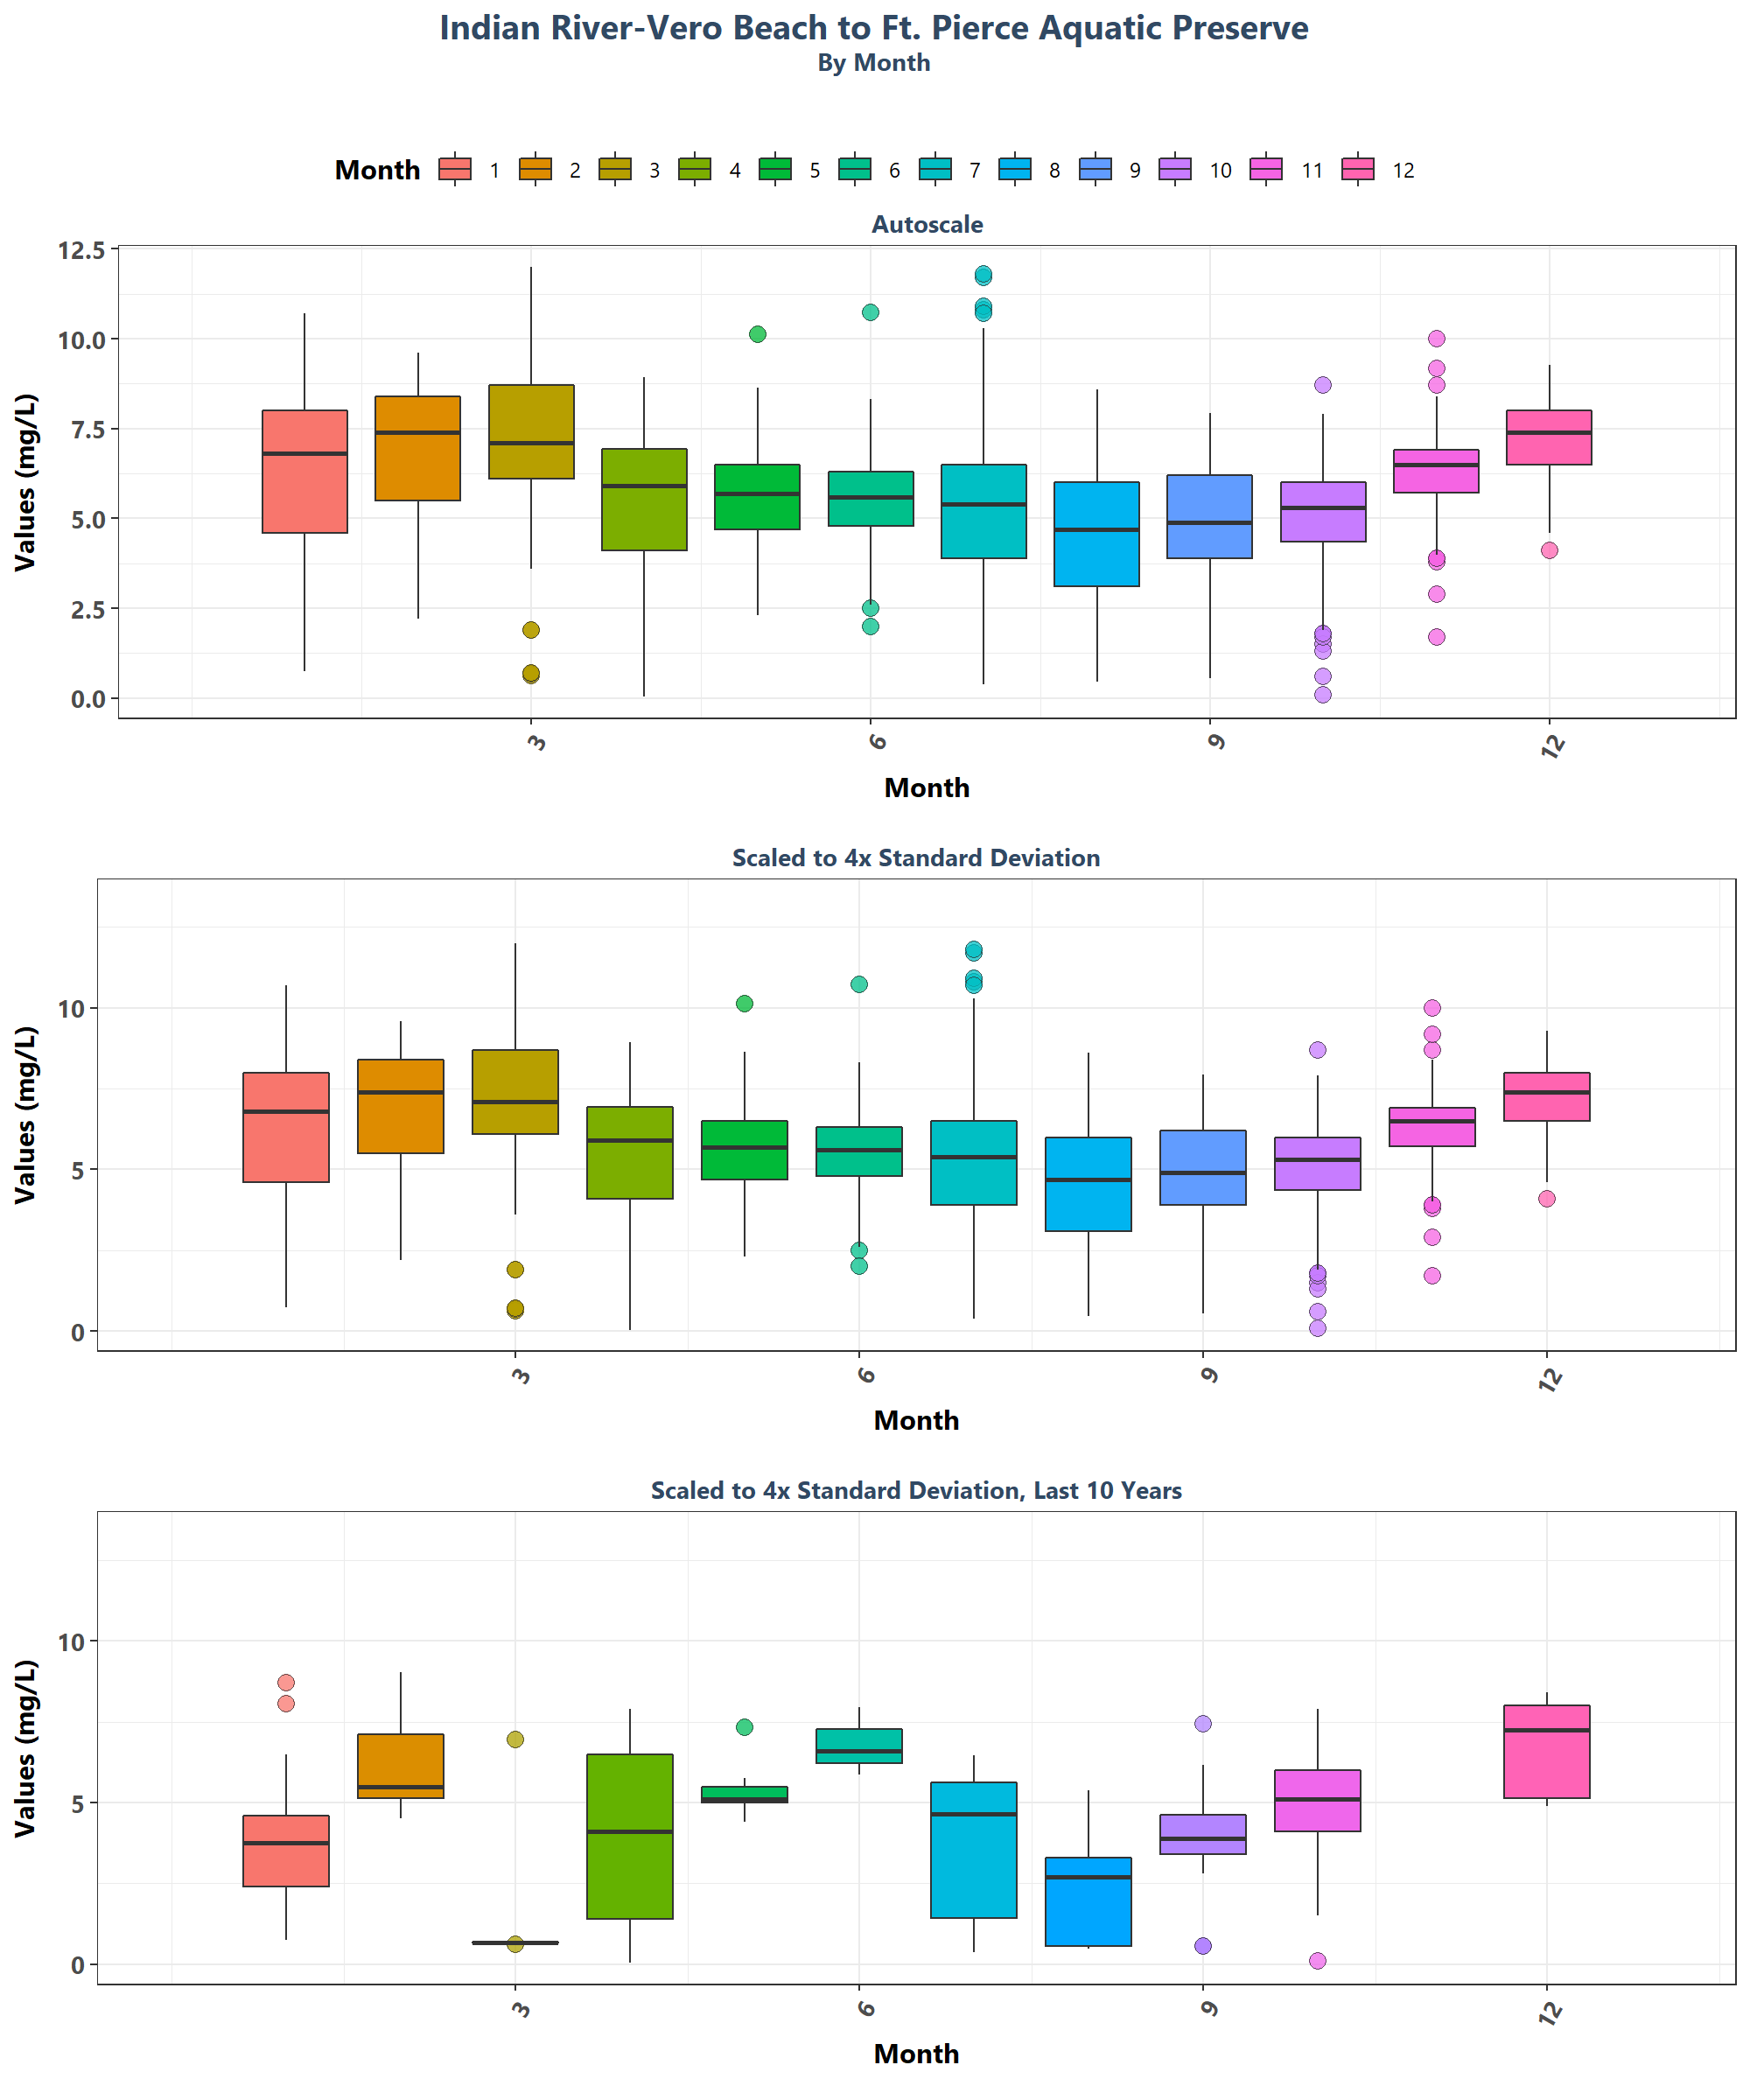 Indian River-Vero Beach to Ft. Pierce Aquatic Preserve
By Month
Month 1 2 3 4 5 6 7 8 9 10 11 12
Autoscale
Values (mg/L)
12.5
10.0
7.5
5.0
2.5
0.0
3 6 9 12
Month
Scaled to 4x Standard Deviation
Values (mg/L)
10
5
0
3 6 9 12
Month
Scaled to 4x Standard Deviation, Last 10 Years
Values (mg/L)
10
5
0
3 6 9 12
Month